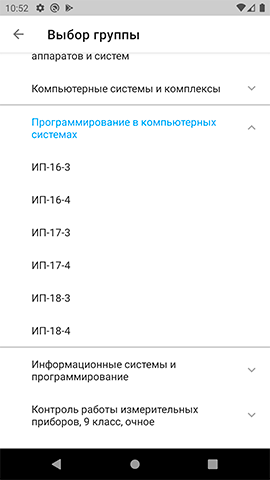 10:52
Выбор группы
аппаратов и систем
Компьютерные системы и комплексы
Программирование в компьютерных
системах
ИП-16-3
ИП-16-4
ИП-17-3
ИП-17-4
ИП-18-3
ИП-18-4
Информационные системы и
программирование
Контроль работы измерительных
приборов, 9 класс, очное